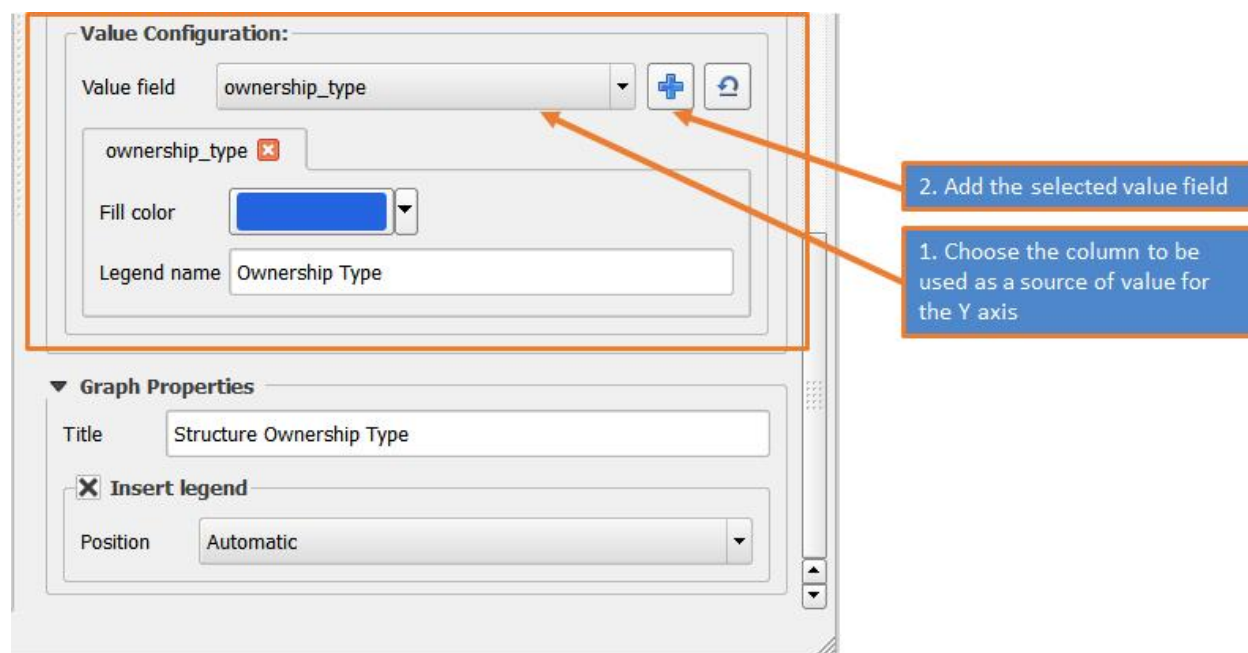 Value Configuration:
Value field ownership_type
ownership_type
Fill color
Legend name Ownership Type
2. Add the selected value field
1. Choose the column to be
used as a source of value for
the Y axis
Graph Properties
Title Structure Ownership Type
Insert legend
Position Automatic